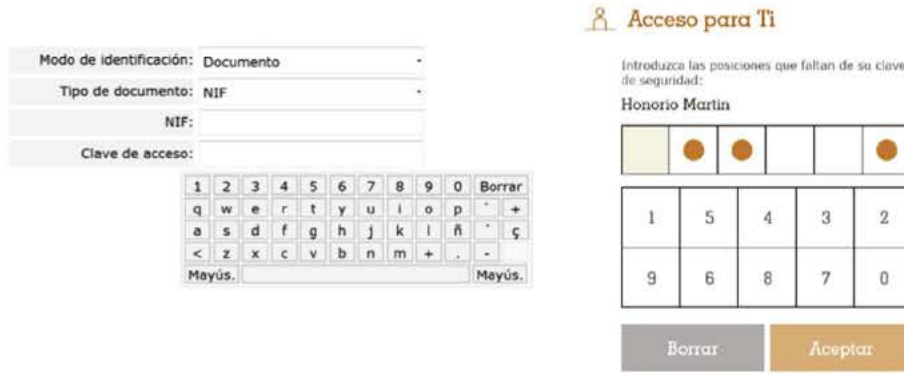 Modo de identificación: Documento
Tipo de documento: NIF
NIF:
Clave de acceso:
1 2 3 4 5 6 7 8 9 0 Borrar
q w e r t y u i o p ` +
a s d f g h j k l ñ ´ ç
< z x c v b n m + . -
Mayús. Mayús.
Acceso para Ti
Introduzca las posiciones que faltan de su clave
de seguridad:
Honorio Martin
1 5 4 3 2
9 6 8 7 0
Borrar Aceptar